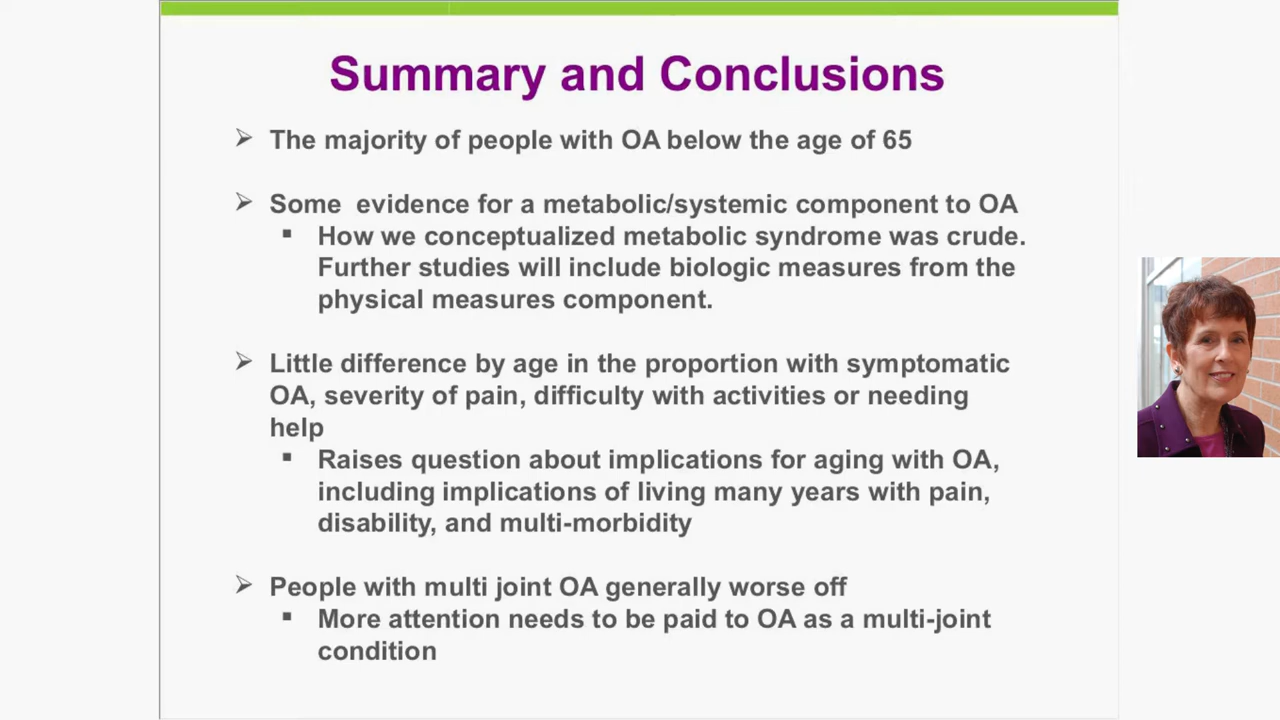 Summary and Conclusions
The majority of people with OA below the age of 65
Some evidence for a metabolic/systemic component to OA
How we conceptualized metabolic syndrome was crude.
Further studies will include biologic measures from the
physical measures component.
Little difference by age in the proportion with symptomatic
OA, severity of pain, difficulty with activities or needing
help
Raises question about implications for aging with OA,
including implications of living many years with pain,
disability, and multi-morbidity
People with multi joint OA generally worse off
More attention needs to be paid to OA as a multi-joint
condition